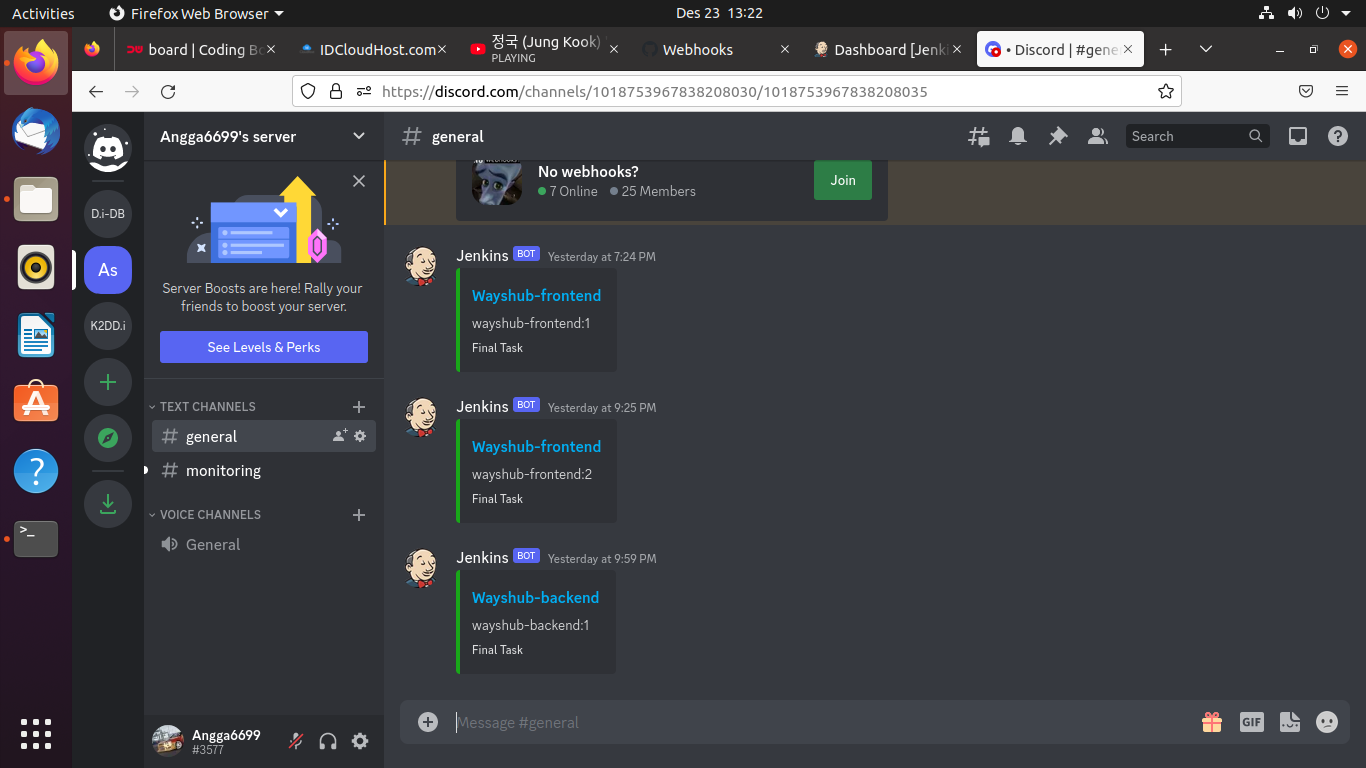 Activities
Firefox Web Browser
Des 23 13:22
board | Coding Bo
IDCloudHost.com
정국 (Jung Kook)
PLAYING
Webhooks
Dashboard [Jenki
• Discord | #gene
https://discord.com/channels/1018753967838208030/1018753967838208035
D.i-DB
As
K2DD.i
Angga6699's server
Server Boosts are here! Rally your
friends to boost your server.
See Levels & Perks
TEXT CHANNELS
general
monitoring
VOICE CHANNELS
General
Angga6699
#3577
general
Search
No webhooks?
7 Online
25 Members
Join
Jenkins BOT Yesterday at 7:24 PM
Wayshub-frontend
wayshub-frontend:1
Final Task
Jenkins BOT Yesterday at 9:25 PM
Wayshub-frontend
wayshub-frontend:2
Final Task
Jenkins BOT Yesterday at 9:59 PM
Wayshub-backend
wayshub-backend:1
Final Task
Message #general
GIF